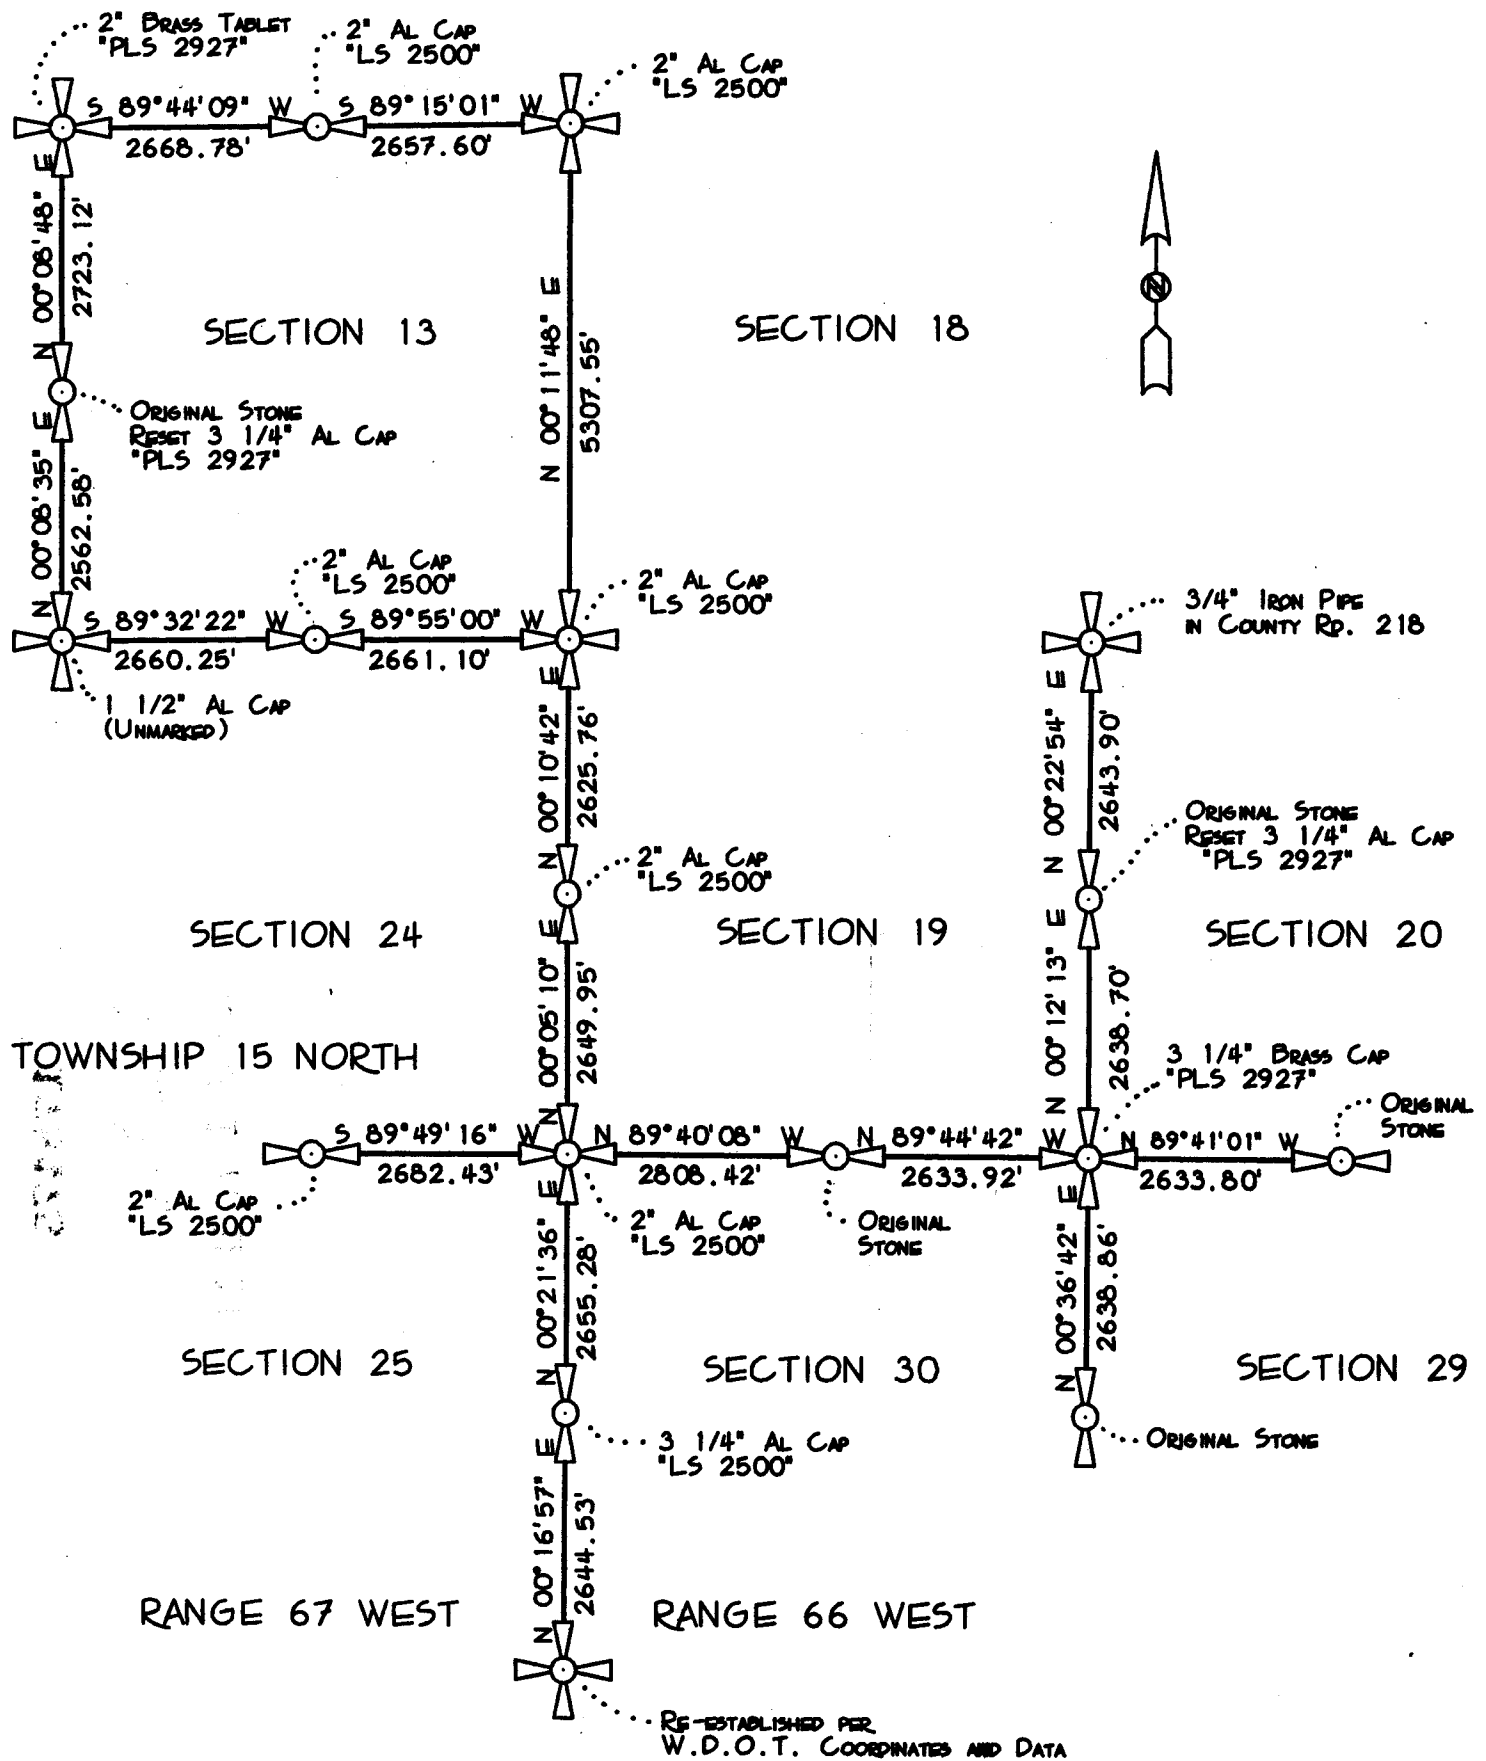 2" BRASS TABLET
"PLS 2927"
2" AL CAP
"LS 2500"
2" AL CAP
"LS 2500"
S 89°44'09" W
2668.78'
S 89°15'01" W
2657.60'
N 00°08'48" E
2723.12'
SECTION 13
N 00°11'48" E
5307.55'
SECTION 18
N
ORIGINAL STONE
RESET 3 1/4" AL CAP
"PLS 2927"
N 00°08'35" E
2562.58'
2" AL CAP
"LS 2500"
2" AL CAP
"LS 2500"
S 89°32'22" W
2660.25'
S 89°55'00" W
2661.10'
1 1/2" AL CAP
(UNMARKED)
3/4" IRON PIPE
IN COUNTY RD. 218
N 00°10'42" E
2625.76'
N 00°22'54" E
2643.90'
2" AL CAP
"LS 2500"
ORIGINAL STONE
RESET 3 1/4" AL CAP
"PLS 2927"
SECTION 24
SECTION 19
SECTION 20
N 00°05'10" E
2649.95'
N 00°12'13" E
2638.70'
TOWNSHIP 15 NORTH
3 1/4" BRASS CAP
"PLS 2927"
ORIGINAL
STONE
S 89°49'16" W
2682.43'
N 89°40'08" W
2808.42'
N 89°44'42" W
2633.92'
N 89°41'01" W
2633.80'
2" AL CAP
"LS 2500"
2" AL CAP
"LS 2500"
ORIGINAL
STONE
N 00°21'36" E
2655.28'
N 00°36'42" E
2638.86'
SECTION 25
SECTION 30
SECTION 29
3 1/4" AL CAP
"LS 2500"
ORIGINAL STONE
N 00°16'57" E
2644.53'
RANGE 67 WEST
RANGE 66 WEST
RE-ESTABLISHED PER
W.D.O.T. COORDINATES AND DATA